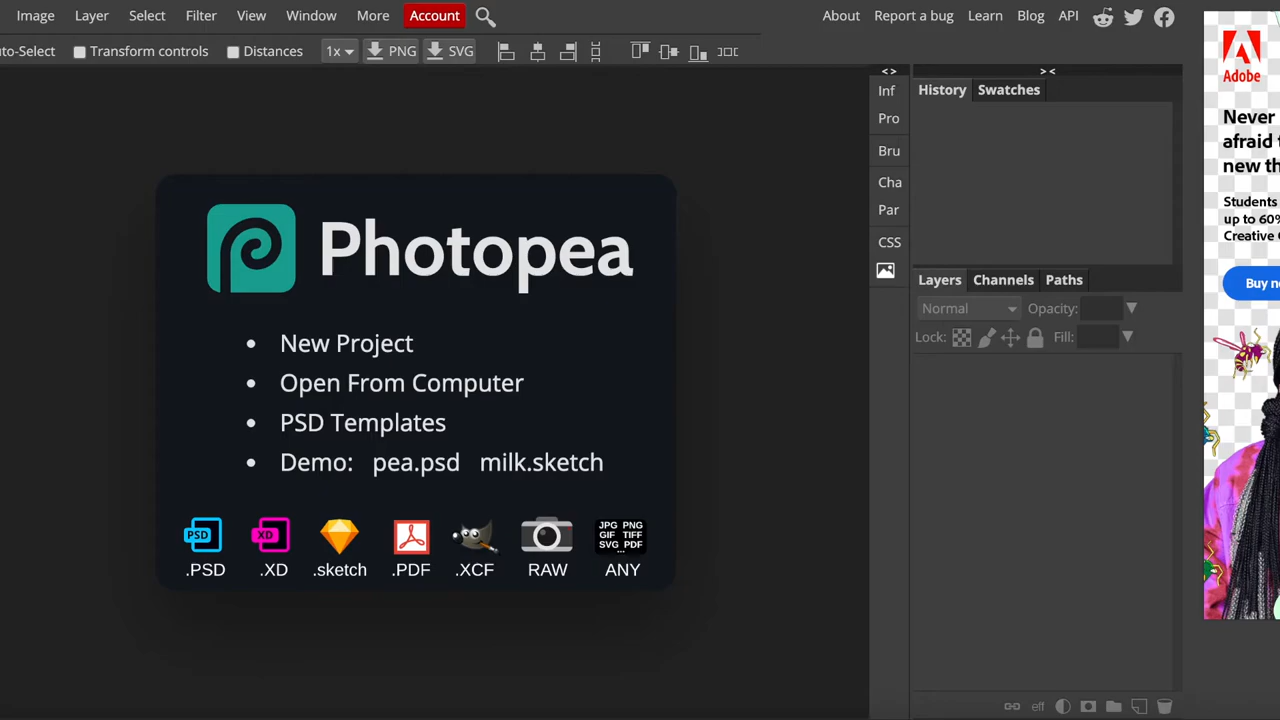 Image Layer Select Filter View Window More Account About Report a bug Learn Blog API
uto-Select Transform controls Distances 1x PNG SVG
Inf
Pro
Bru
Cha
Par
CSS
History Swatches
Layers Channels Paths
Normal Opacity:
Lock: Fill:
Photopea
New Project
Open From Computer
PSD Templates
Demo: pea.psd milk.sketch
PSD XD JPG PNG
GIF TIFF
SVG PDF
...
.PSD .XD .sketch .PDF .XCF RAW ANY
eff
Adobe
Never
afraid
new th
Students
up to 60%
Creative
Buy n